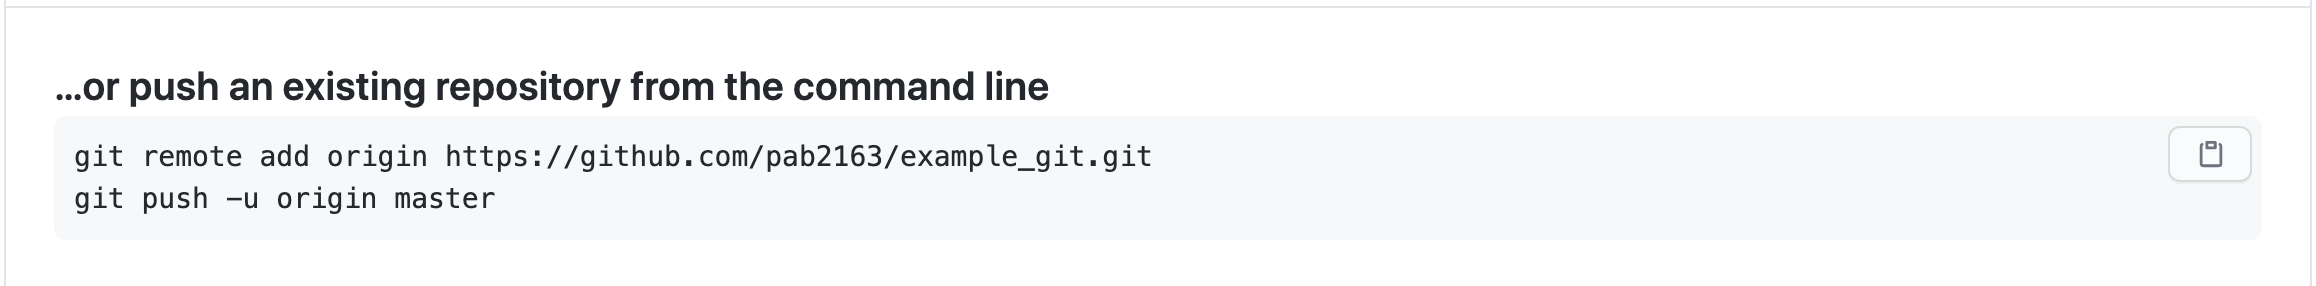 …or push an existing repository from the command line
git remote add origin https://github.com/pab2163/example_git.git
git push -u origin master